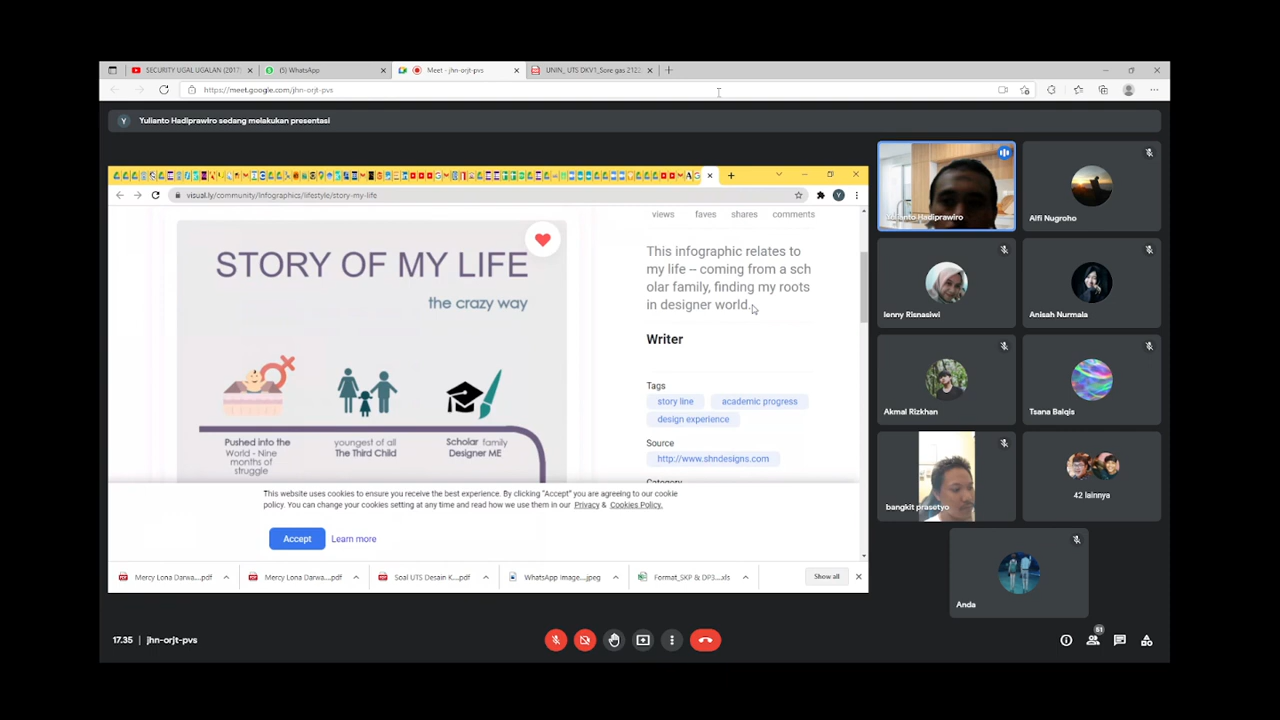 SECURITY UGAL UGALAN (2017)
(5) WhatsApp
Meet - jhn-orjt-pvs
UNIN_ UTS DKV1_Sore gas 2122
https://meet.google.com/jhn-orjt-pvs
Y
Yulianto Hadiprawiro sedang melakukan presentasi
visual.ly/community/Infographics/lifestyle/story-my-life
Y
views faves shares comments
STORY OF MY LIFE
the crazy way
Pushed into the
World - Nine
months of
struggle
youngest of all
The Third Child
Scholar family
Designer ME
This infographic relates to
my life – coming from a sch
olar family, finding my roots
in designer world.
Writer
Tags
story line
academic progress
design experience
Source
http://www.shndesigns.com
This website uses cookies to ensure you receive the best experience. By clicking "Accept" you are agreeing to our cookie
policy. You can change your cookies setting at any time and read how we use them in our Privacy & Cookies Policy.
Accept
Learn more
Mercy Lona Darwa....pdf
Mercy Lona Darwa....pdf
Soal UTS Desain K....pdf
WhatsApp Image....jpeg
Format_SKP & DP3....xls
Show all
Yulianto Hadiprawiro
Alfi Nugroho
Ienny Risnasiwi
Anisah Nurmala
Akmal Rizkhan
Tsana Balqis
bangkit prasetyo
42 lainnya
Anda
17.35 | jhn-orjt-pvs
51